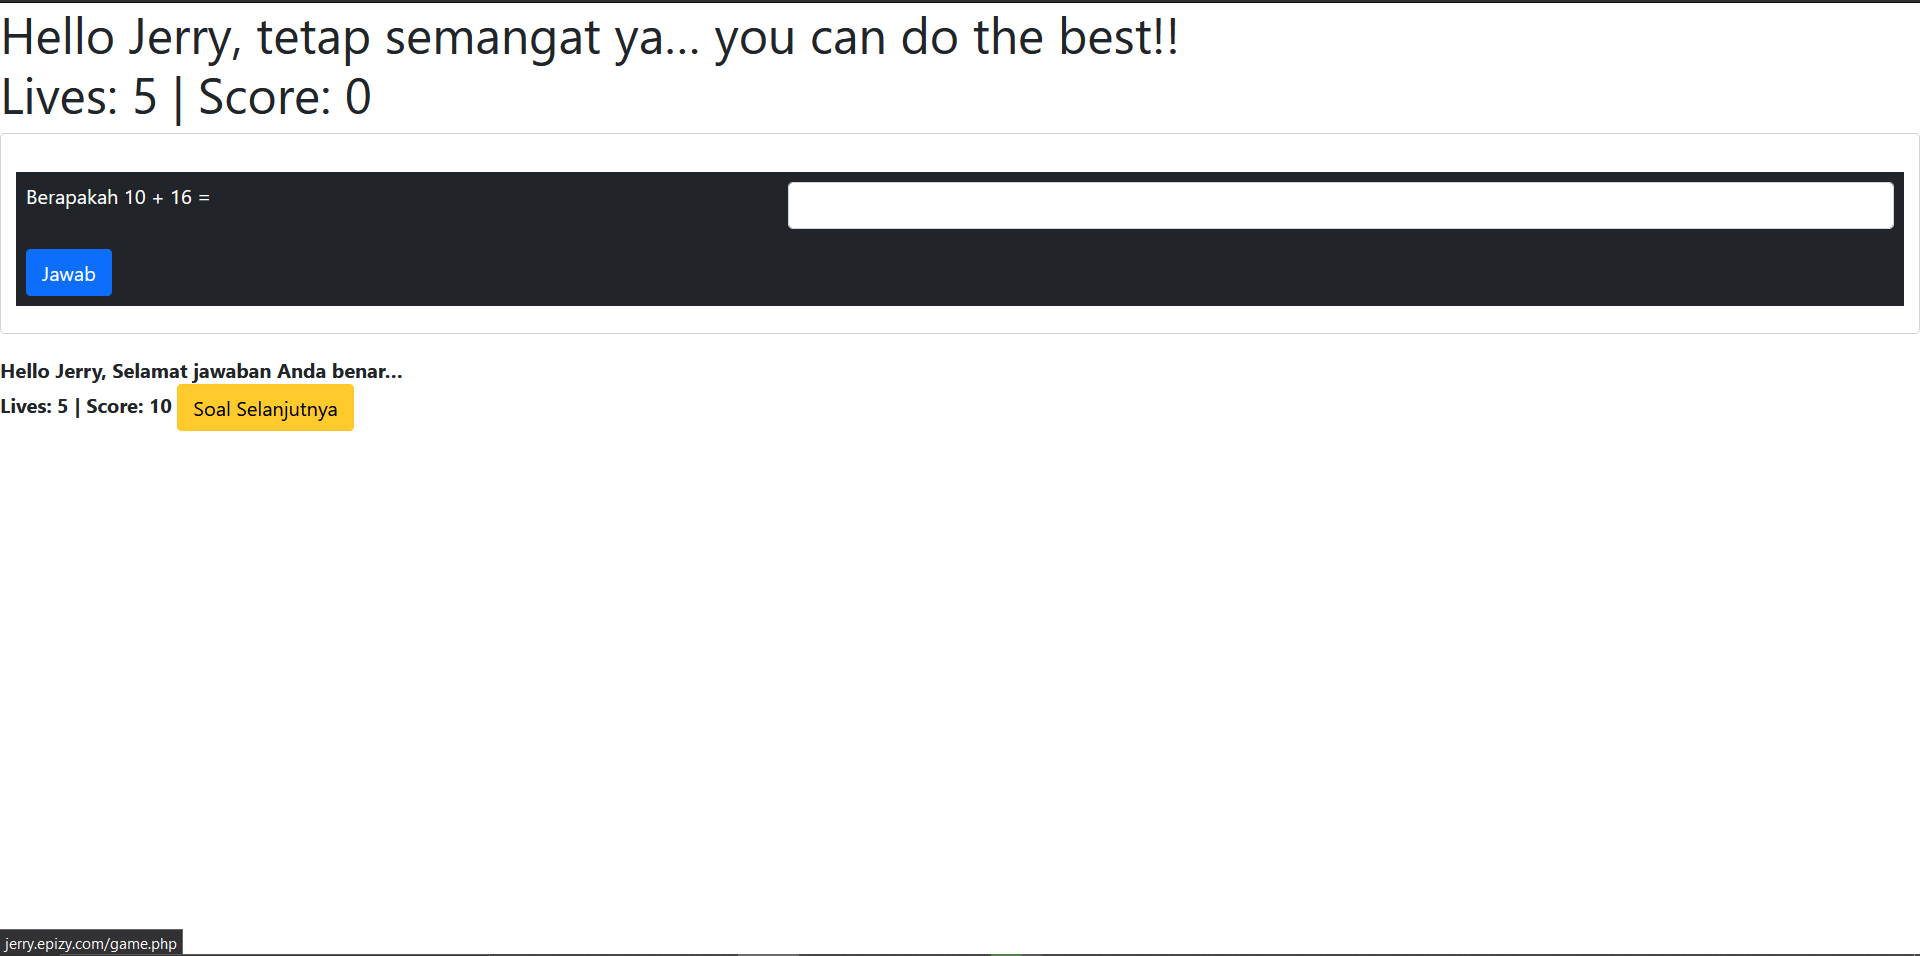 Hello Jerry, tetap semangat ya... you can do the best!!
Lives: 5 | Score: 0
Berapakah 10 + 16 =
Jawab
Hello Jerry, Selamat jawaban Anda benar...
Lives: 5 | Score: 10 Soal Selanjutnya
jerry.epizy.com/game.php